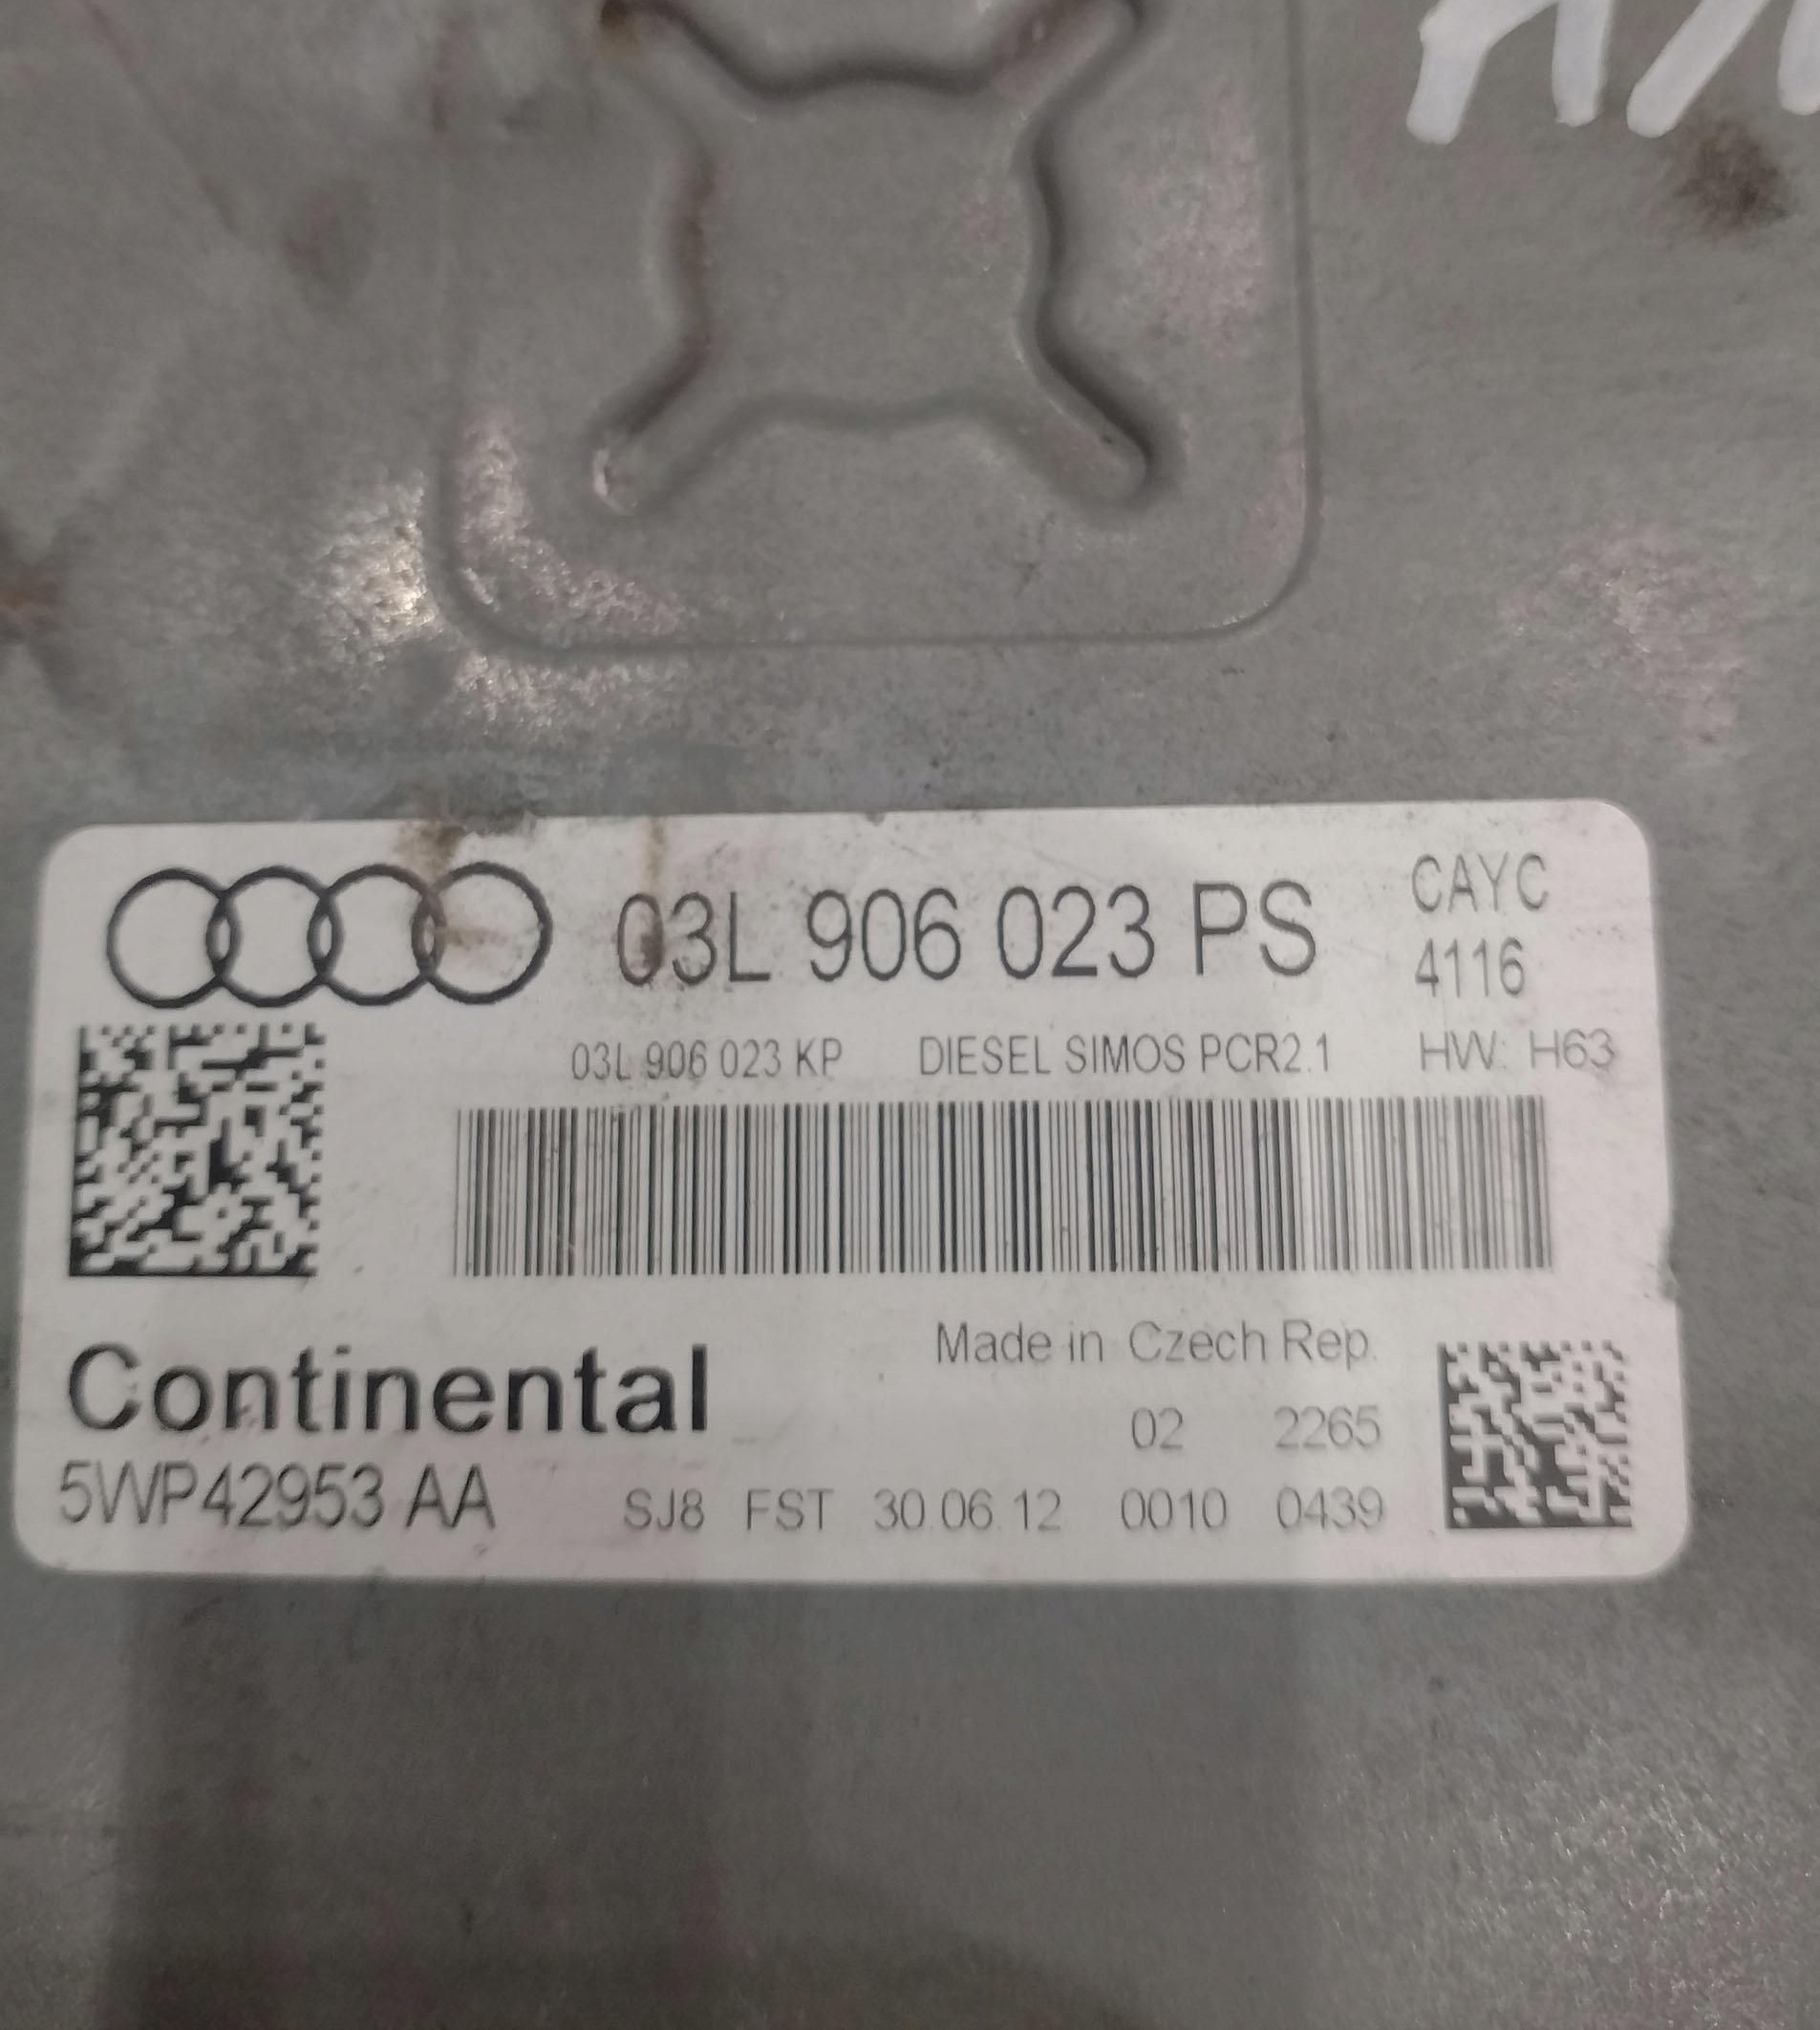 03L 906 023 PS
CAYC
4116
03L 906 023 KP DIESEL SIMOS PCR2.1 HW: H63
Continental
Made in Czech Rep.
02 2265
5WP42953 AA SJ8 FST 30.06.12 0010 0439